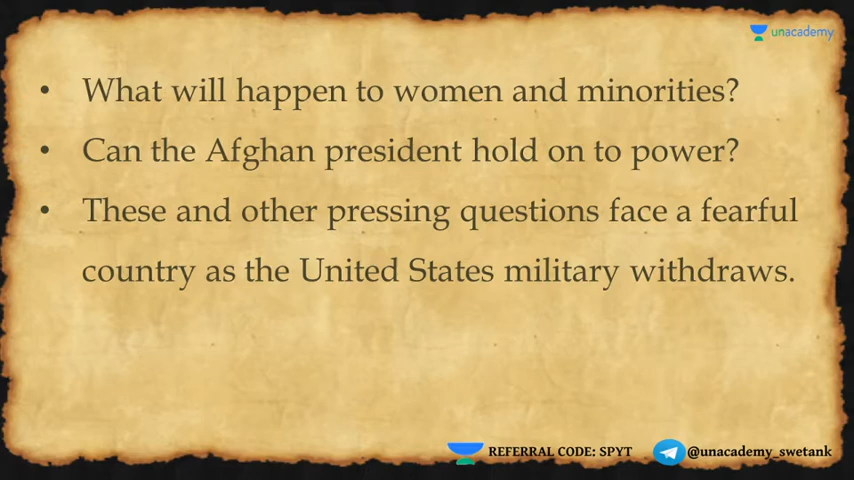 unacademy
• What will happen to women and minorities?
• Can the Afghan president hold on to power?
• These and other pressing questions face a fearful
country as the United States military withdraws.
REFERRAL CODE: SPYT @unacademy_swetank